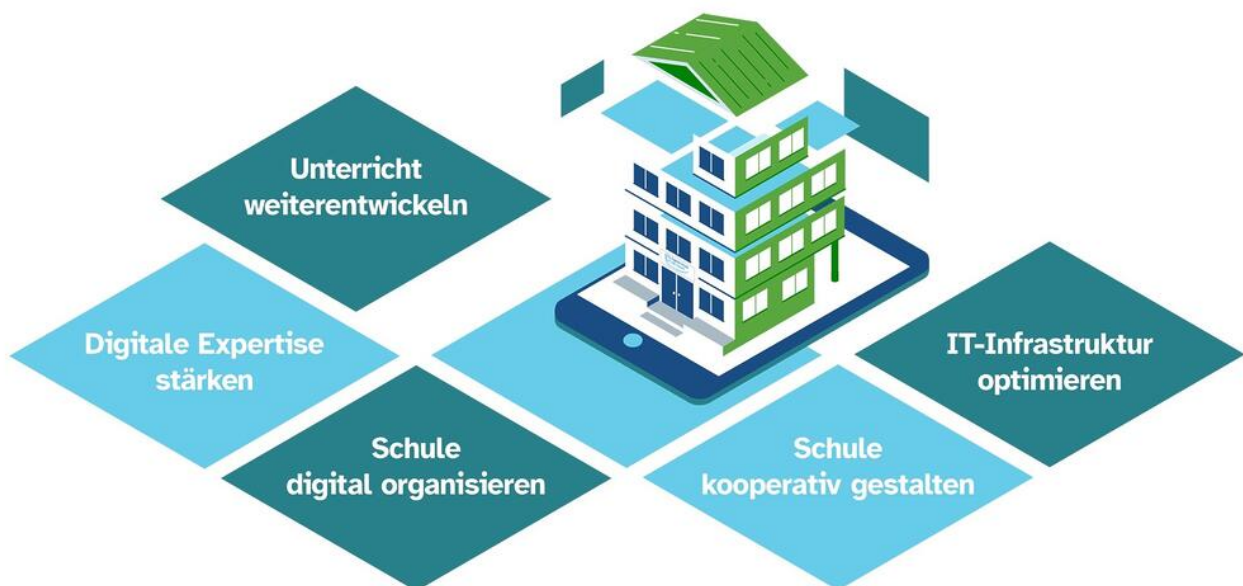 Unterricht
weiterentwickeln
Digitale Expertise
stärken
IT-Infrastruktur
optimieren
Schule
digital organisieren
Schule
kooperativ gestalten